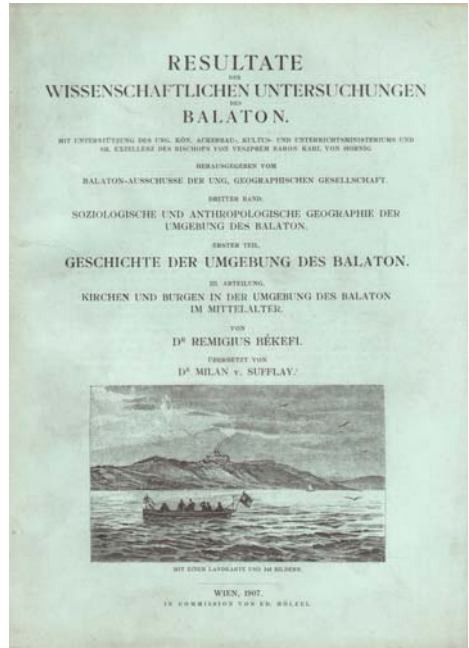 RESULTATE
DER
WISSENSCHAFTLICHEN UNTERSUCHUNGEN
DES
BALATON.
MIT UNTERSTÜTZUNG DES UNG. KÖN. ACKERBAU-, KULTUS- UND UNTERRICHTSMINISTERIUMS UND
SR. EXZELLENZ DES BISCHOFS VON VESZPRÉM BARON KARL VON HORNIG
HERAUSGEGEBEN VOM
BALATON-AUSSCHUSSE DER UNG. GEOGRAPHISCHEN GESELLSCHAFT.
DRITTER BAND.
SOZIOLOGISCHE UND ANTHROPOLOGISCHE GEOGRAPHIE DER
UMGEBUNG DES BALATON.
ERSTER TEIL.
GESCHICHTE DER UMGEBUNG DES BALATON.
III. ABTEILUNG.
KIRCHEN UND BURGEN IN DER UMGEBUNG DES BALATON
IM MITTELALTER.
VON
DR REMIGIUS BÉKEFI.
ÜBERSETZT VON
DR MILAN v. SUFFLAY.
MIT EINER LANDKARTE UND BILDERN.
WIEN, 1907.
IN COMMISSION VON ED. HÖLZEL.